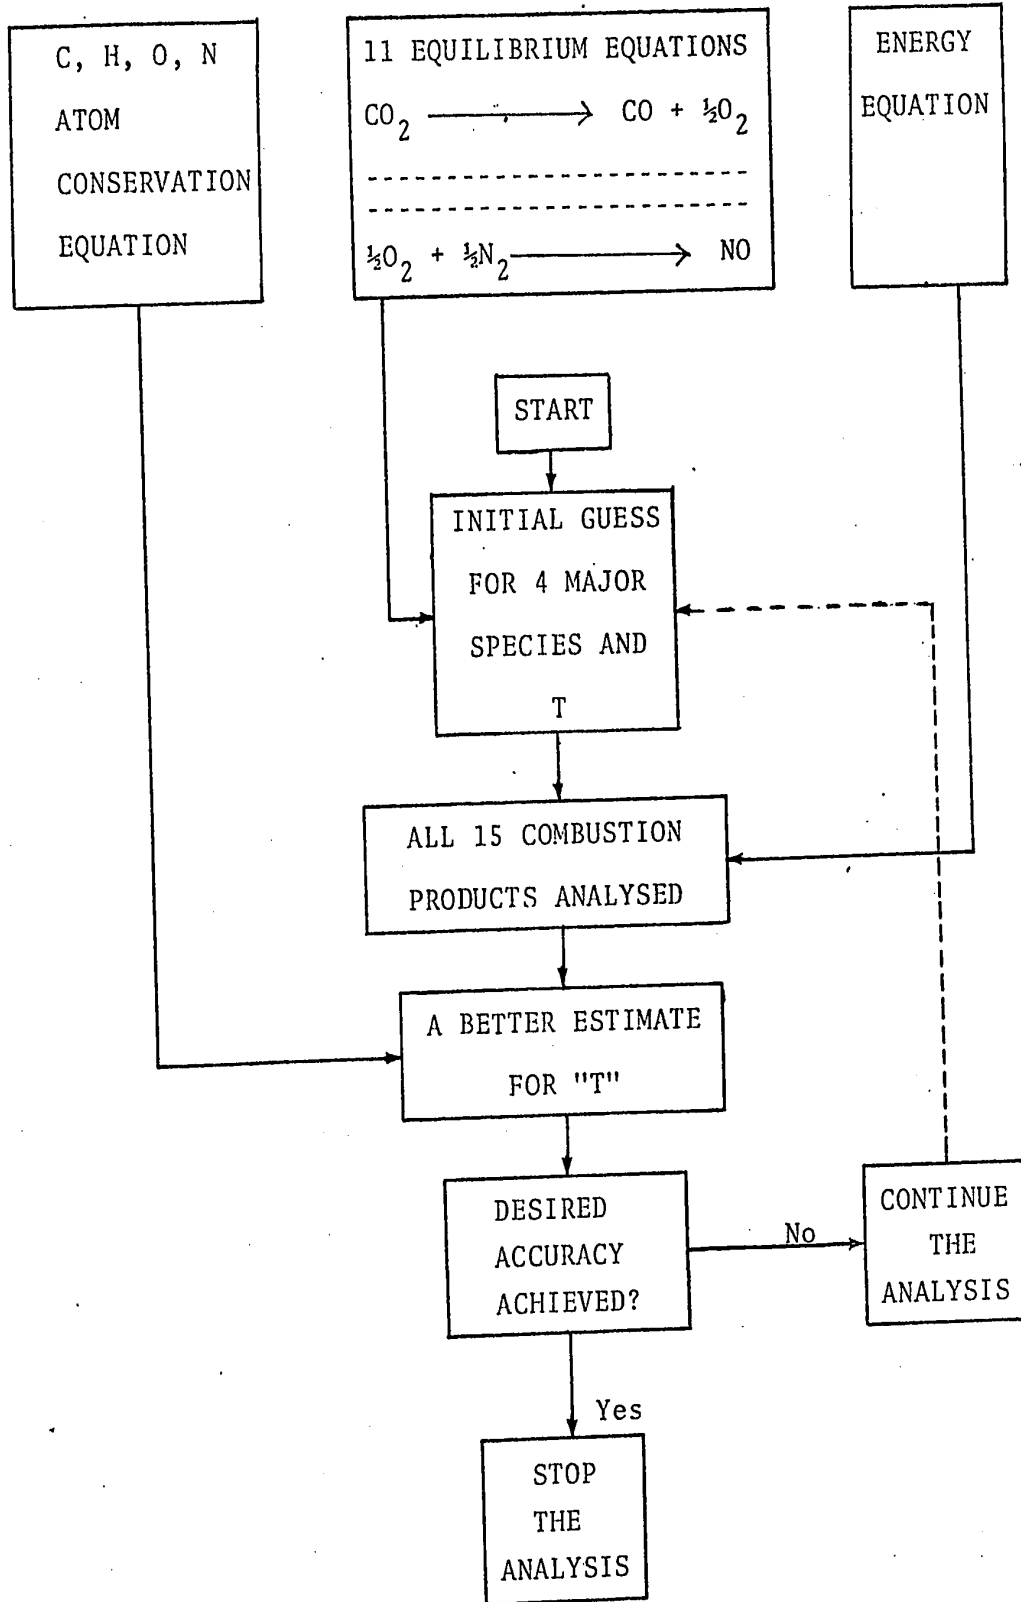 C, H, O, N
ATOM
CONSERVATION
EQUATION
11 EQUILIBRIUM EQUATIONS
CO₂ ⟶ CO + ½O₂
½O₂ + ½N₂ ⟶ NO
ENERGY
EQUATION
START
INITIAL GUESS
FOR 4 MAJOR
SPECIES AND
T
ALL 15 COMBUSTION
PRODUCTS ANALYSED
A BETTER ESTIMATE
FOR "T"
DESIRED
ACCURACY
ACHIEVED?
No
CONTINUE
THE
ANALYSIS
Yes
STOP
THE
ANALYSIS